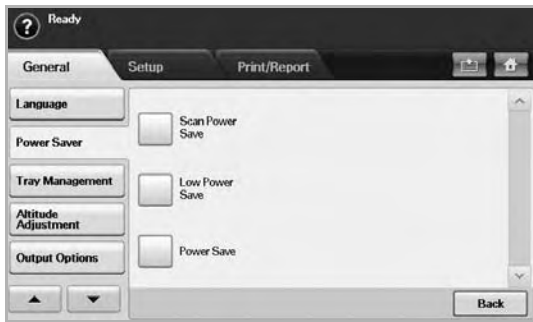 ? Ready
General Setup Print/Report
Language
Power Saver
Tray Management
Altitude
Adjustment
Output Options
Scan Power
Save
Low Power
Save
Power Save
Back